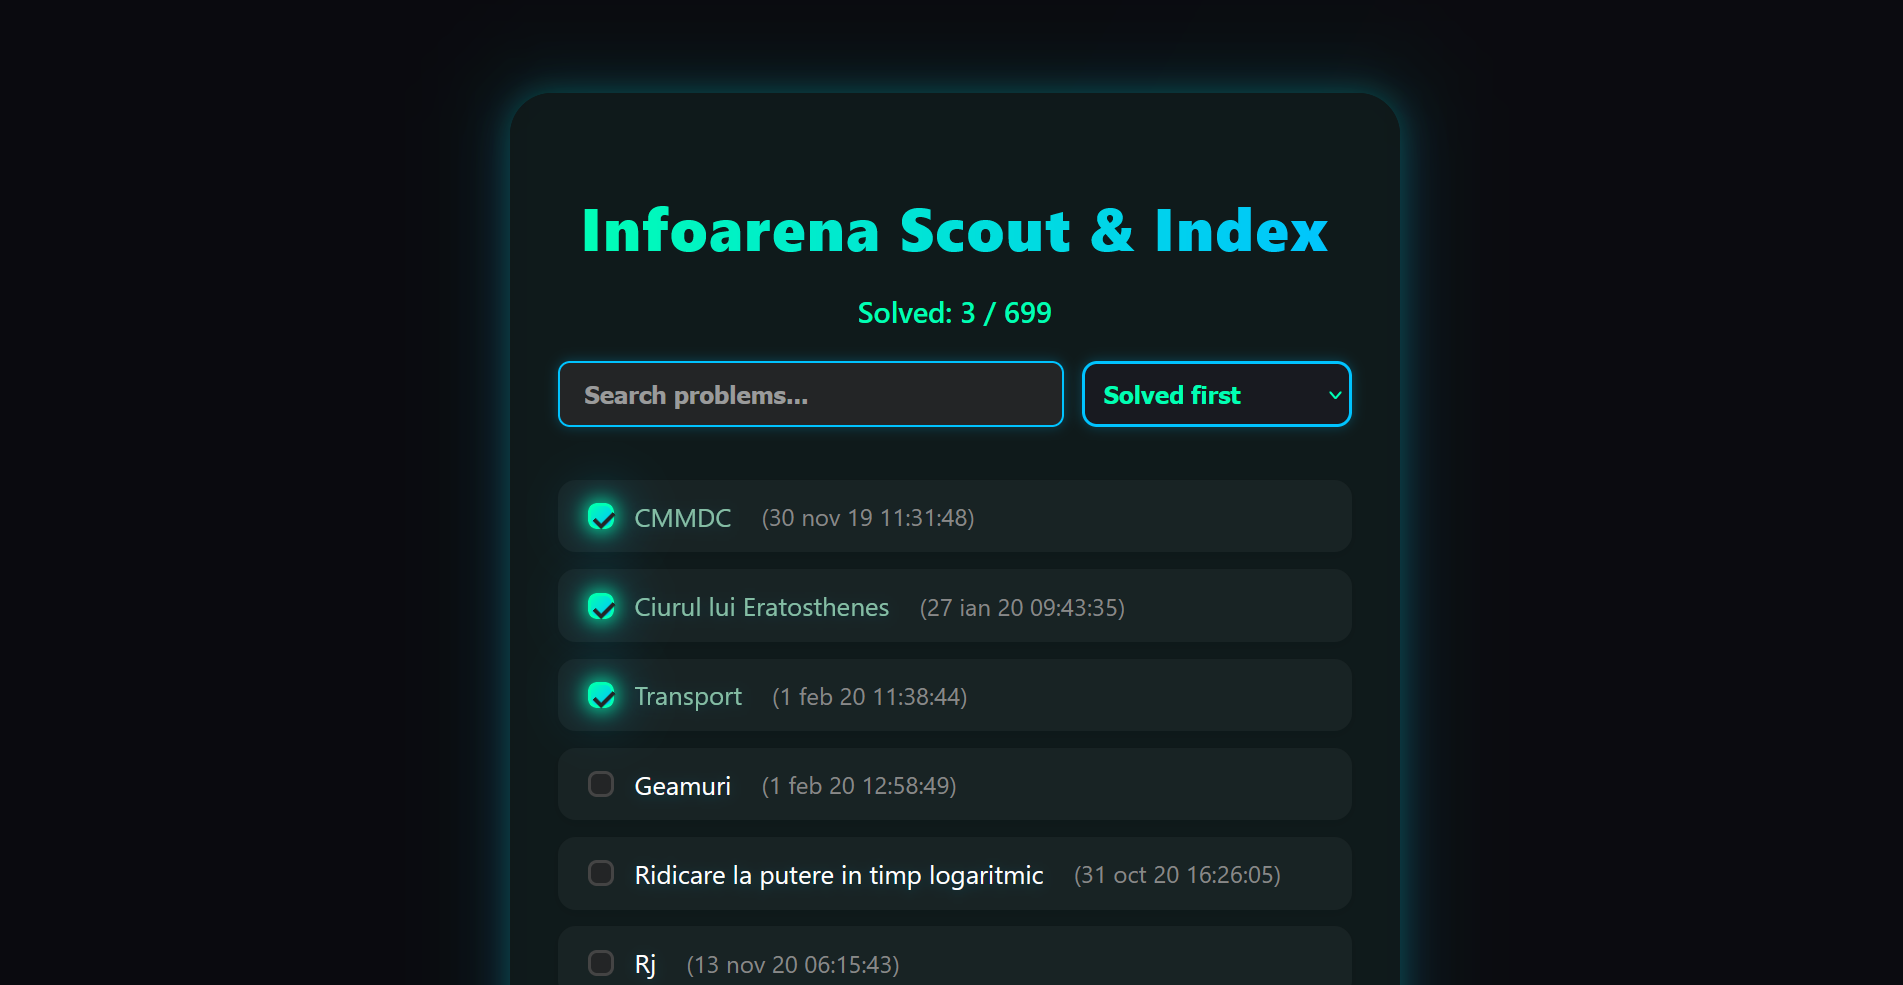 Infoarena Scout & Index
Solved: 3 / 699
Search problems...
Solved first
CMMDC (30 nov 19 11:31:48)
Ciurul lui Eratosthenes (27 ian 20 09:43:35)
Transport (1 feb 20 11:38:44)
Geamuri (1 feb 20 12:58:49)
Ridicare la putere in timp logaritmic (31 oct 20 16:26:05)
Rj (13 nov 20 06:15:43)